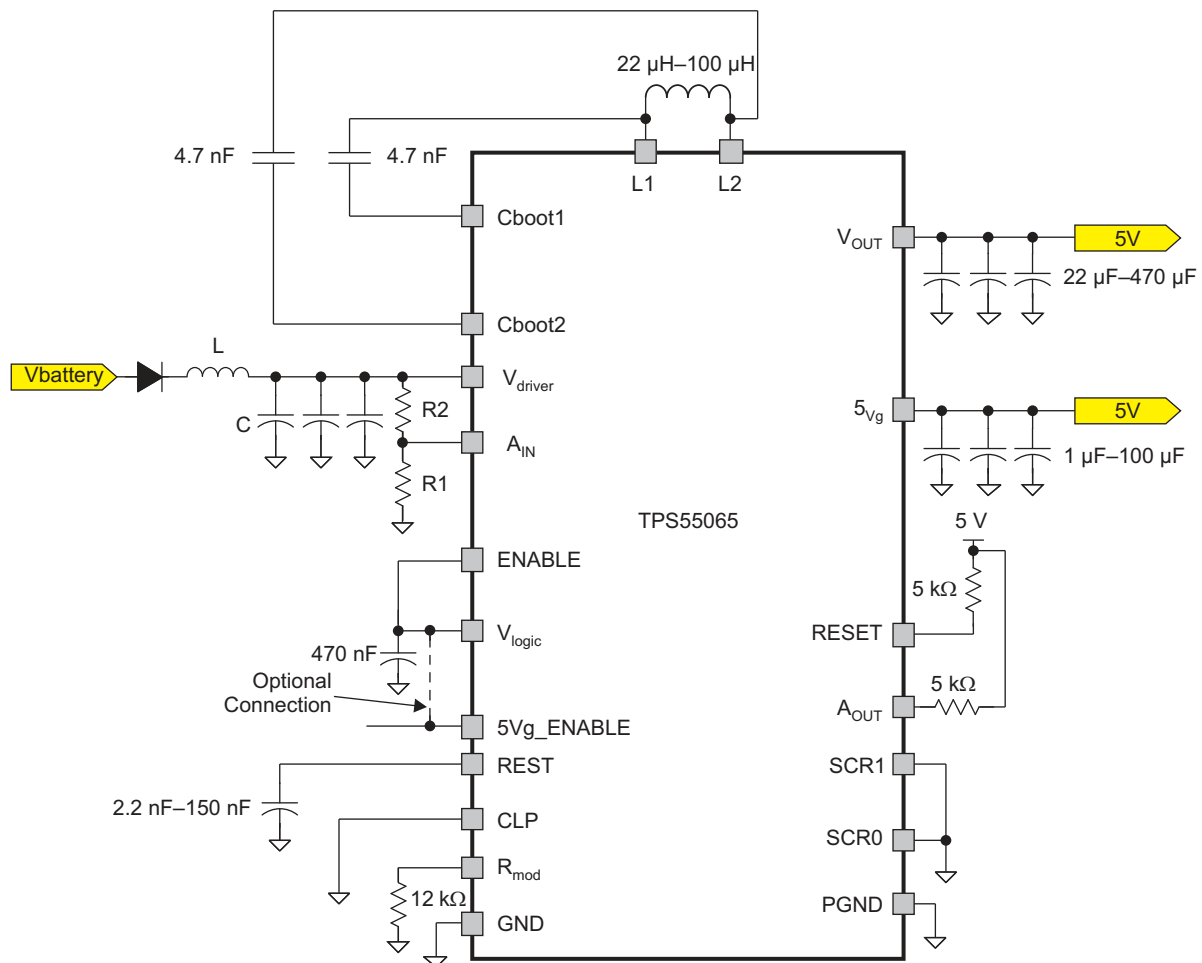 22 µH–100 µH
4.7 nF
4.7 nF
L1
L2
Cboot1
VOUT
5V
22 µF–470 µF
Cboot2
L
Vbattery
Vdriver
R2
C
AIN
R1
5Vg
5V
1 µF–100 µF
TPS55065
5 V
ENABLE
5 kΩ
RESET
Vlogic
470 nF
Optional
Connection
5 kΩ
AOUT
5Vg_ENABLE
REST
SCR1
2.2 nF–150 nF
CLP
SCR0
Rmod
12 kΩ
PGND
GND